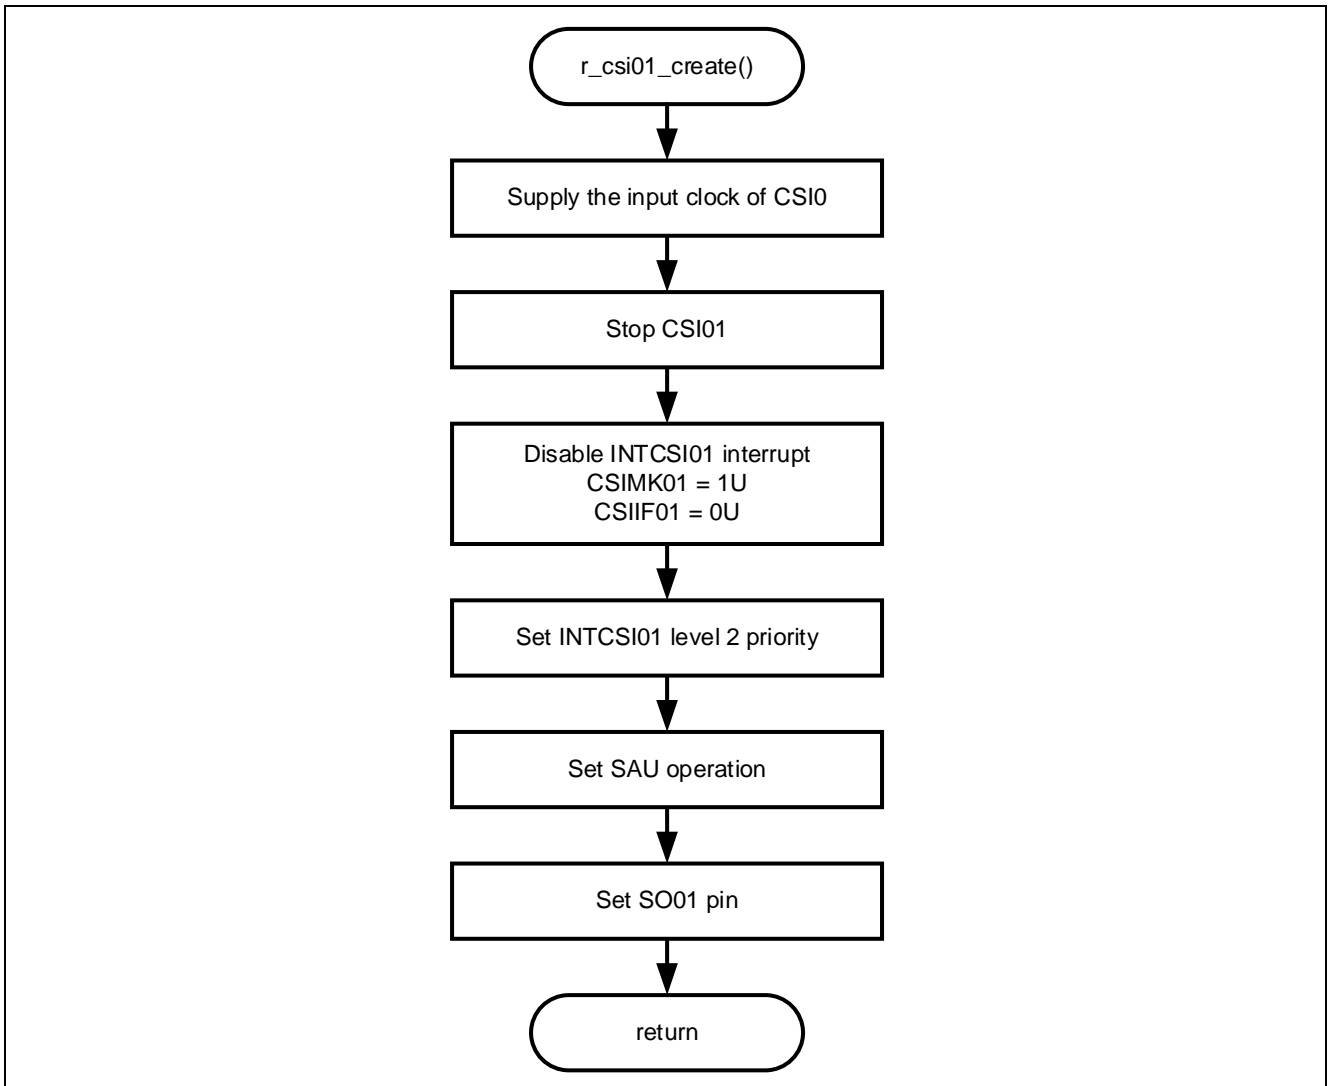 r_csi01_create()
Supply the input clock of CSI0
Stop CSI01
Disable INTCSI01 interrupt
CSIMK01 = 1U
CSIIF01 = 0U
Set INTCSI01 level 2 priority
Set SAU operation
Set SO01 pin
return